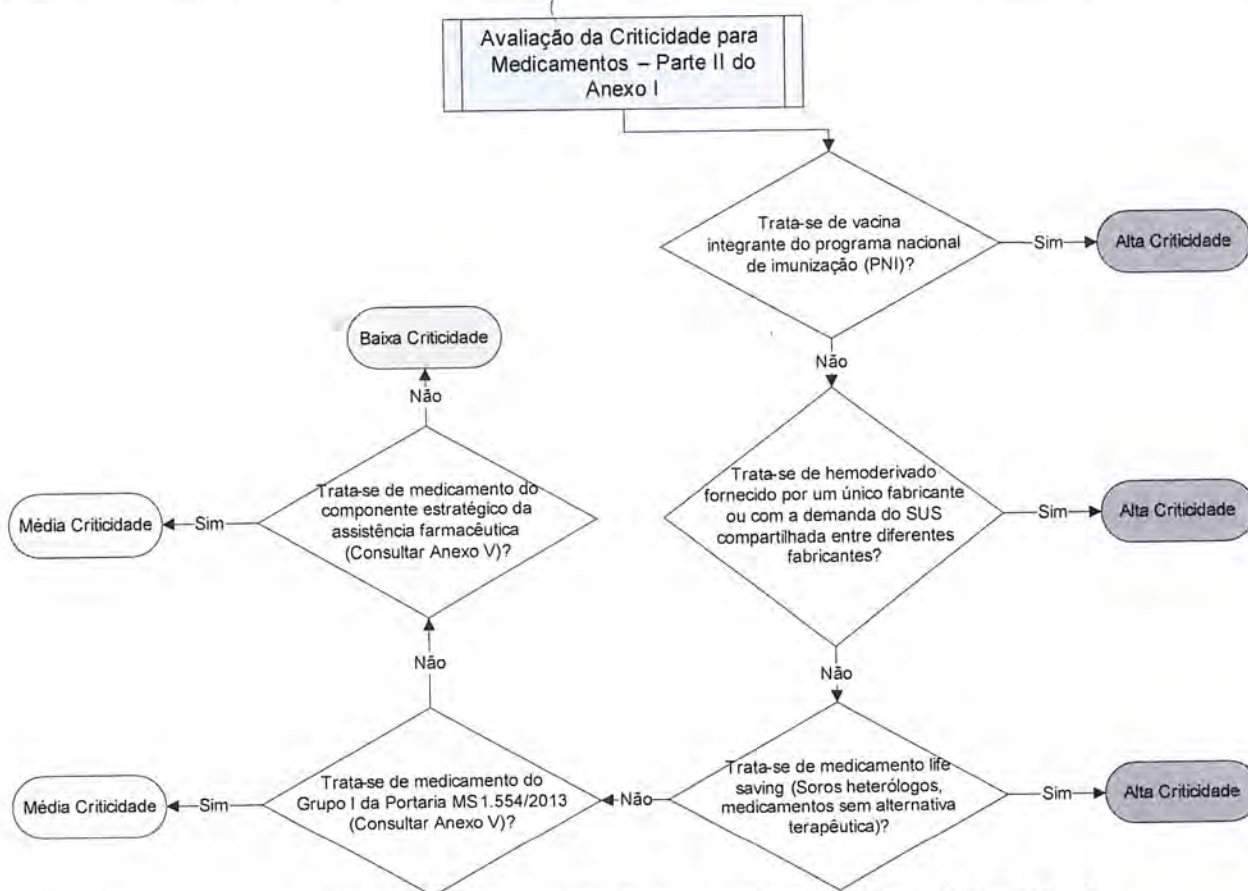 Avaliação da Criticidade para
Medicamentos – Parte II do
Anexo I
Trata-se de vacina
integrante do programa nacional
de imunização (PNI)?
Sim
Alta Criticidade
Não
Trata-se de hemoderivado
fornecido por um único fabricante
ou com a demanda do SUS
compartilhada entre diferentes
fabricantes?
Sim
Alta Criticidade
Não
Trata-se de medicamento life
saving (Soros heterólogos,
medicamentos sem alternativa
terapêutica)?
Sim
Alta Criticidade
Não
Trata-se de medicamento do
Grupo I da Portaria MS 1.554/2013
(Consultar Anexo V)?
Sim
Média Criticidade
Não
Trata-se de medicamento do
componente estratégico da
assistência farmacêutica
(Consultar Anexo V)?
Sim
Média Criticidade
Não
Baixa Criticidade